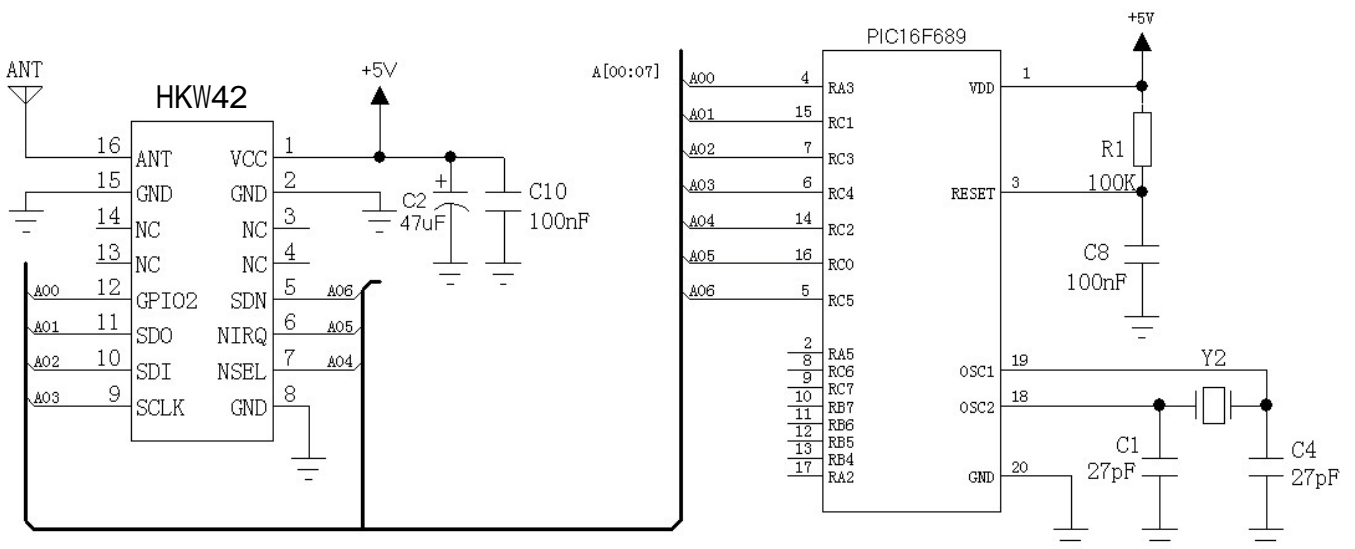 ANT
+5V
HKW42
16 ANT VCC 1
15 GND GND 2
14 NC NC 3
13 NC NC 4
A00 12 GPIO2 SDN 5 A06
A01 11 SDO NIRQ 6 A05
A02 10 SDI NSEL 7 A04
A03 9 SCLK GND 8
+
C2
47uF
C10
100nF
A[00:07]
PIC16F689
A00 4 RA3
A01 15 RC1
A02 7 RC3
A03 6 RC4
A04 14 RC2
A05 16 RC0
A06 5 RC5
2 RA5
8 RC6
9 RC7
10 RB7
11 RB6
12 RB5
13 RB4
17 RA2
VDD 1
RESET 3
OSC1 19
OSC2 18
GND 20
+5V
R1
100K
C8
100nF
Y2
C1
27pF
C4
27pF